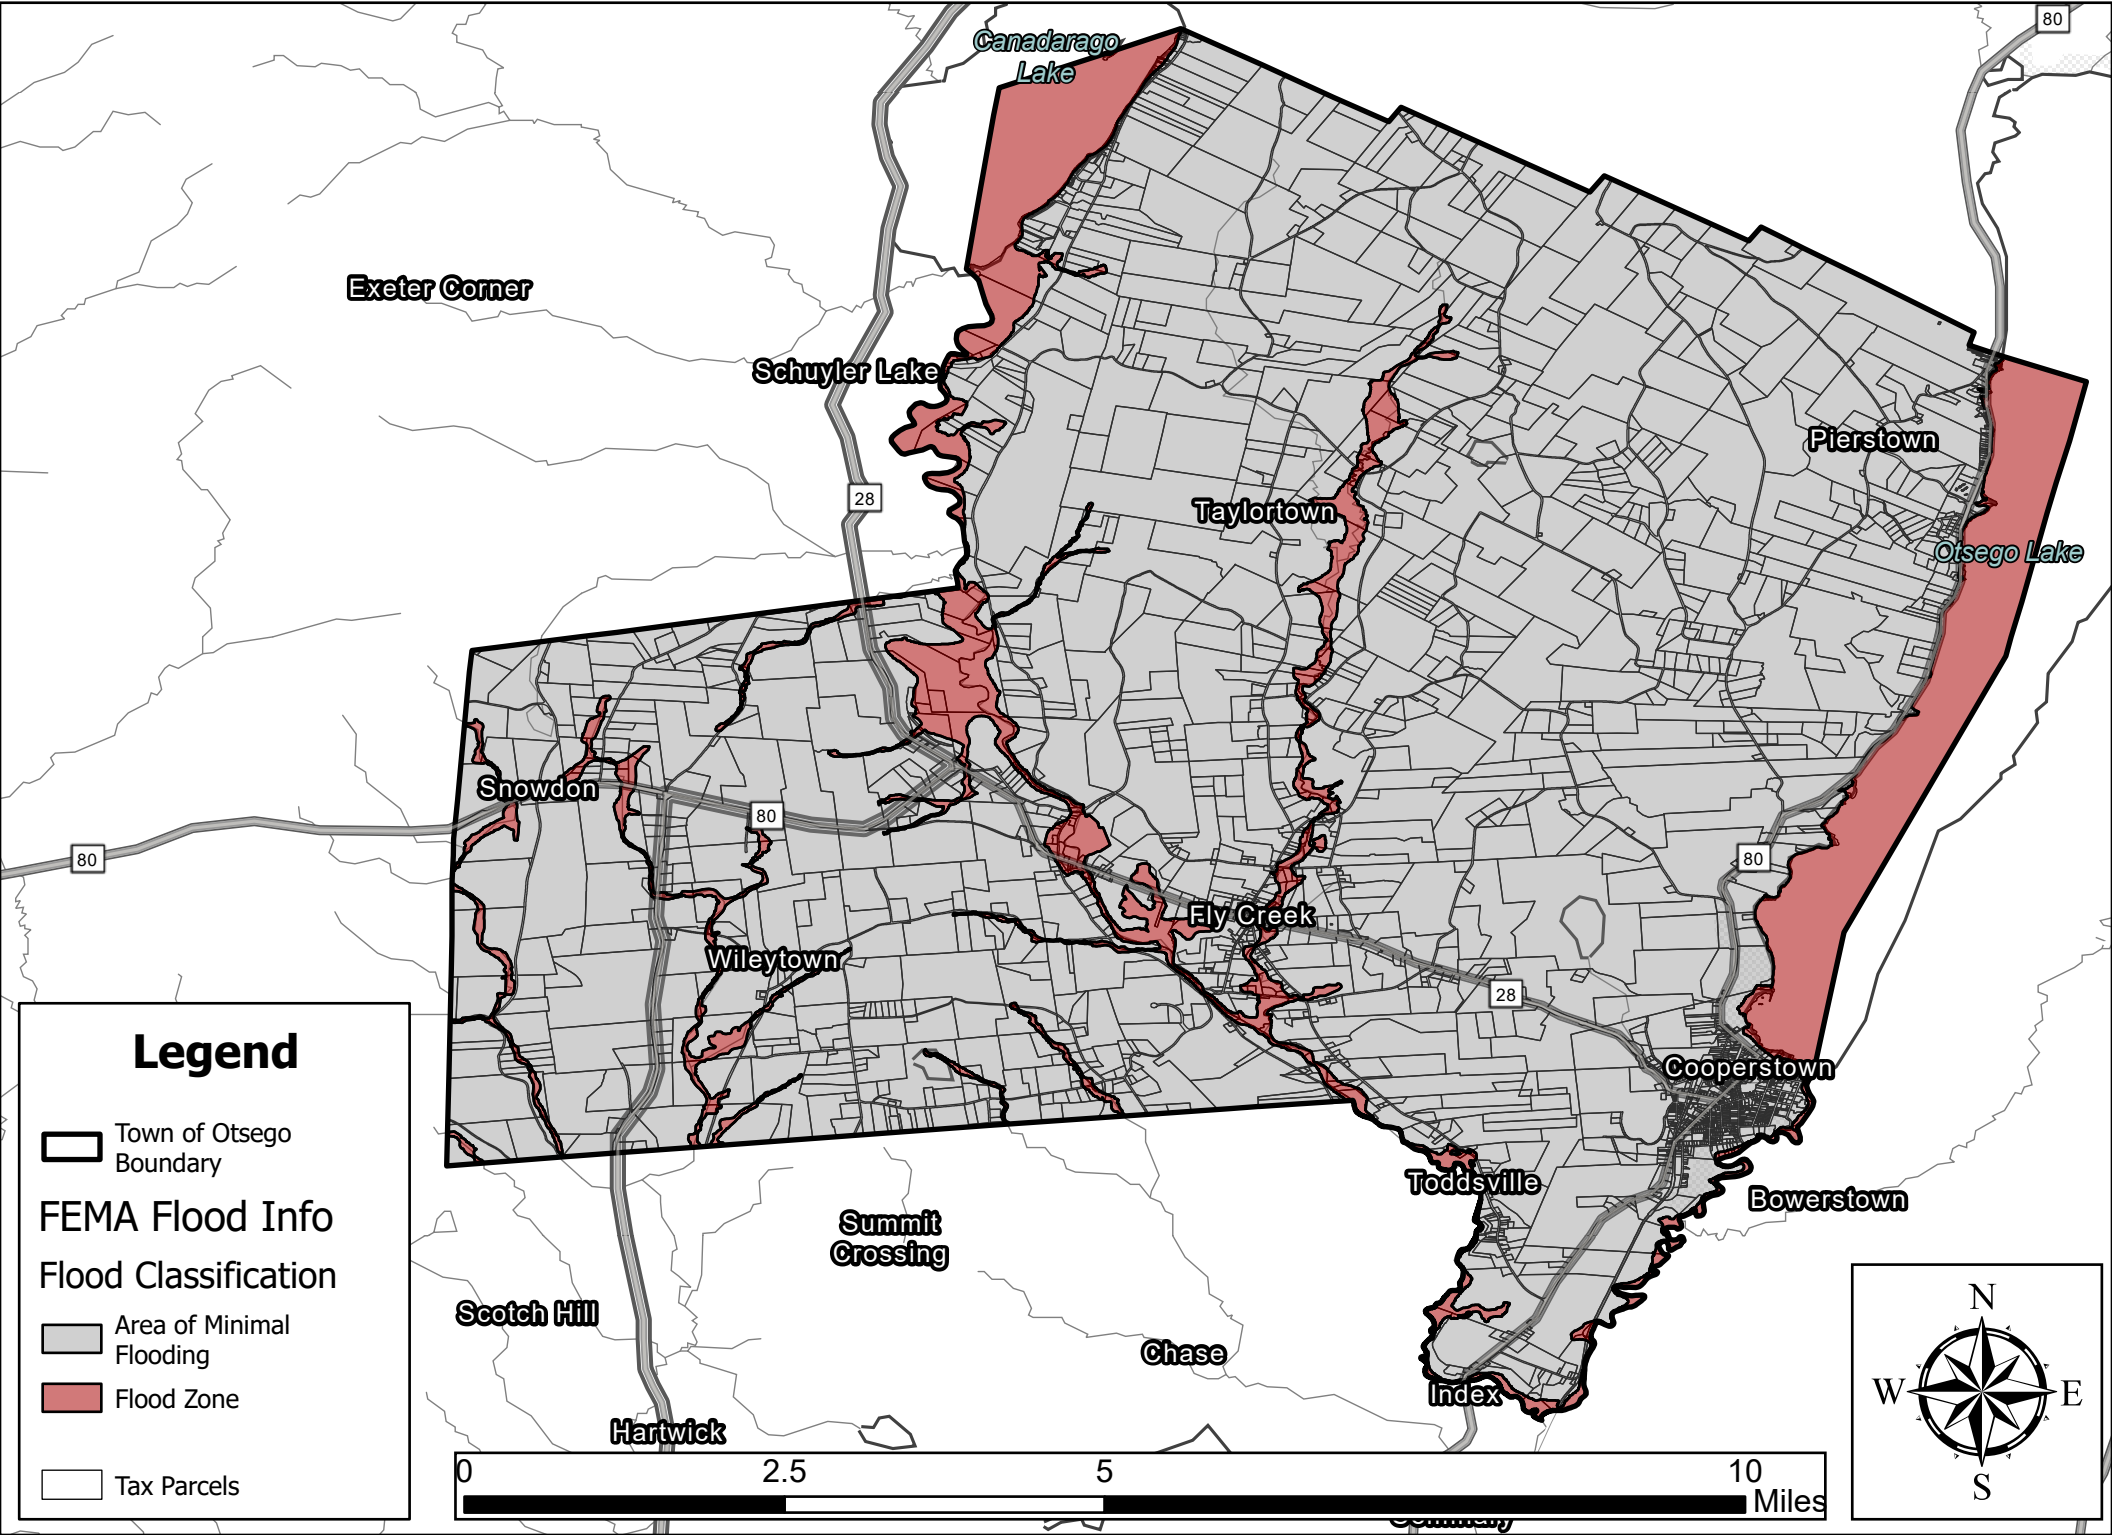 80
Canadarago
Lake
Exeter Corner
Schuyler Lake
Pierstown
28
Taylortown
Otsego Lake
Snowdon
80
80
80
Fly Creek
Wileytown
28
Cooperstown
Toddsville
Bowerstown
Summit
Crossing
Scotch Hill
Chase
Index
Hartwick
Legend
Town of Otsego
Boundary
FEMA Flood Info
Flood Classification
Area of Minimal
Flooding
Flood Zone
Tax Parcels
0 2.5 5 10
Miles
N
W E
S